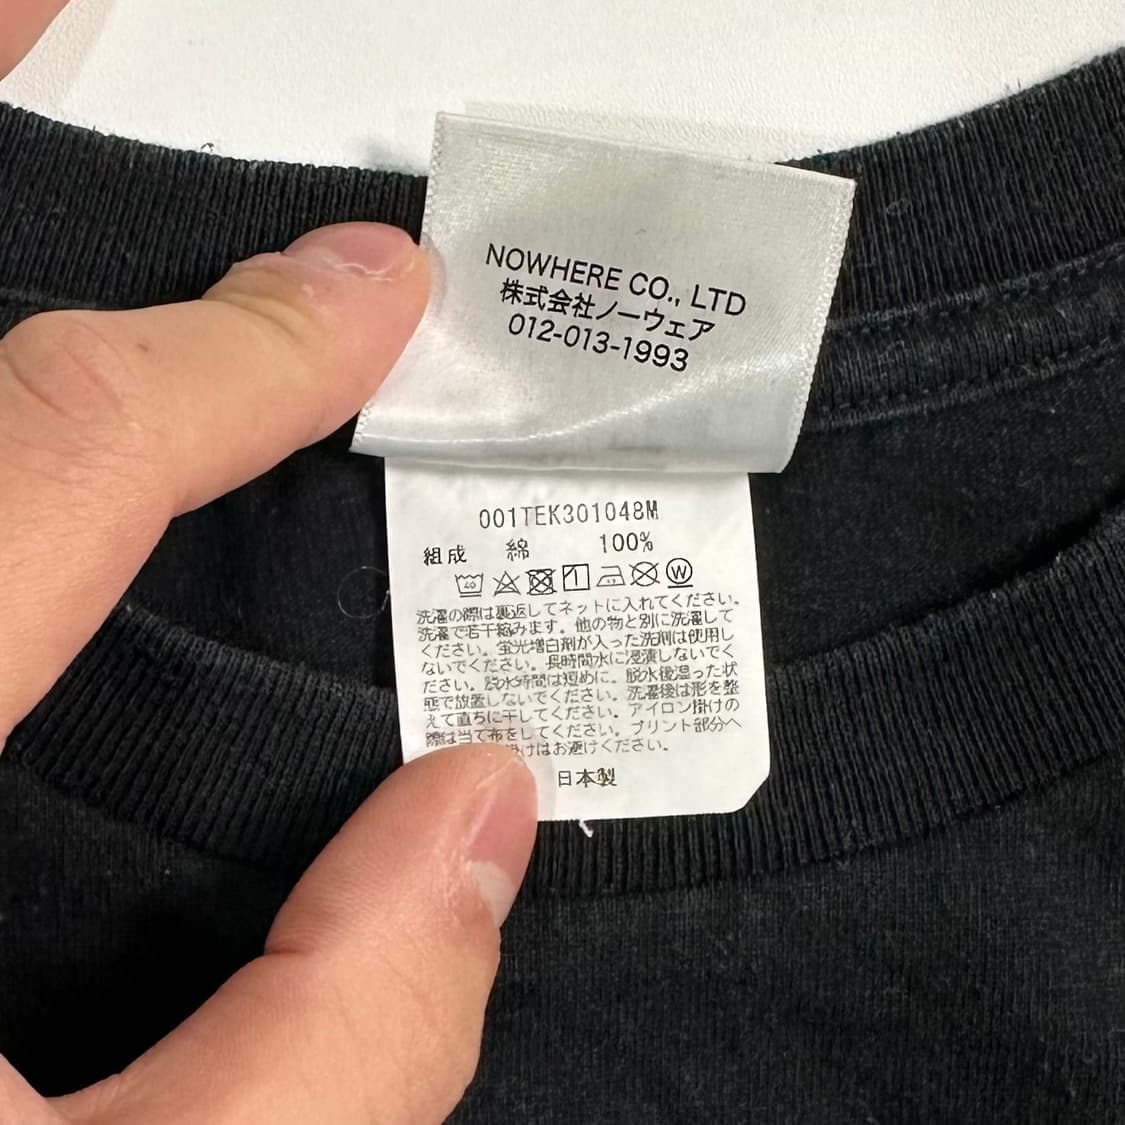 NOWHERE CO., LTD
株式会社ノーウェア
012-013-1993
001TEK301048M
組成 綿 100%
40 W
洗濯の際は裏返してネットに入れてください。
洗濯で若干縮みます。他の物と別に洗濯して
ください。蛍光増白剤が入った洗剤は使用し
ないでください。長時間水に浸漬しないでく
ださい。脱水時間は短めに、脱水後湿った状
態で放置しないでください。洗濯後は形を整
えて直ちに干してください。アイロン掛けの
際は当て布をしてください。プリント部分へ
掛けはお避けください。
日本製